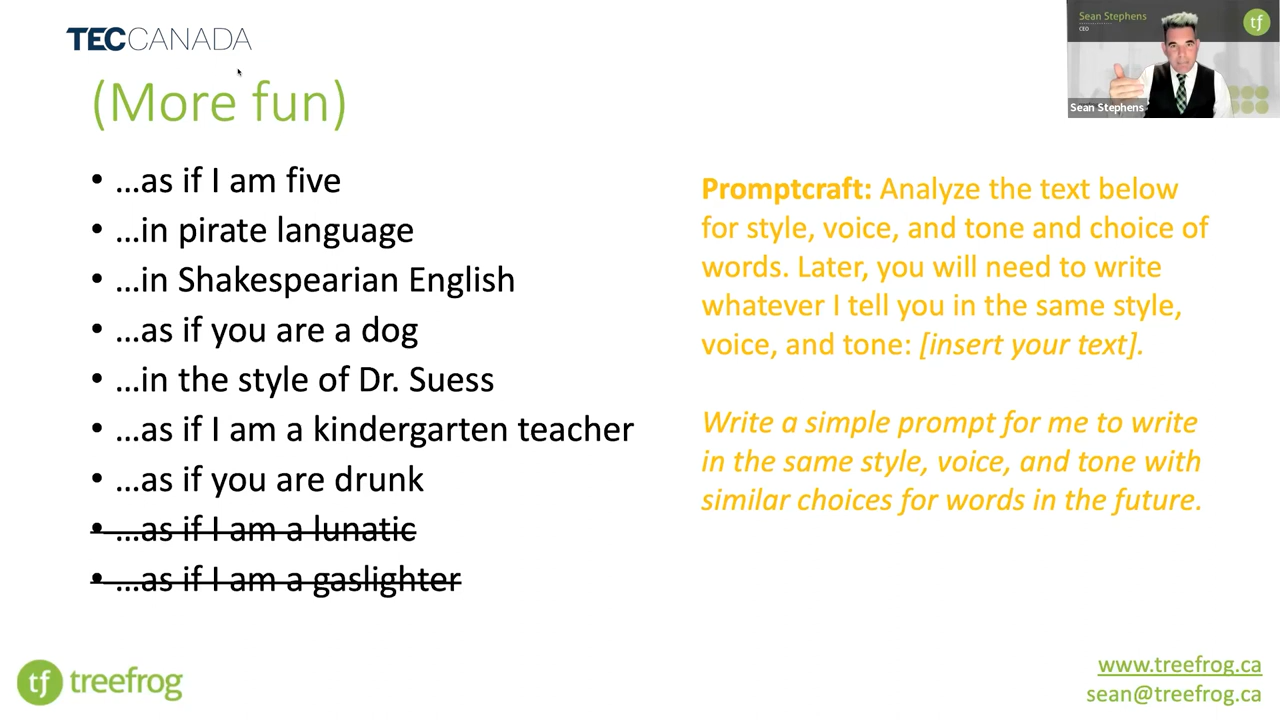 TECCANADA
Sean Stephens
CEO
tf
Sean Stephens
(More fun)
• …as if I am five
• …in pirate language
• …in Shakespearian English
• …as if you are a dog
• …in the style of Dr. Suess
• …as if I am a kindergarten teacher
• …as if you are drunk
• …as if I am a lunatic
• …as if I am a gaslighter
Promptcraft: Analyze the text below
for style, voice, and tone and choice of
words. Later, you will need to write
whatever I tell you in the same style,
voice, and tone: [insert your text].
Write a simple prompt for me to write
in the same style, voice, and tone with
similar choices for words in the future.
tf treefrog
www.treefrog.ca
sean@treefrog.ca